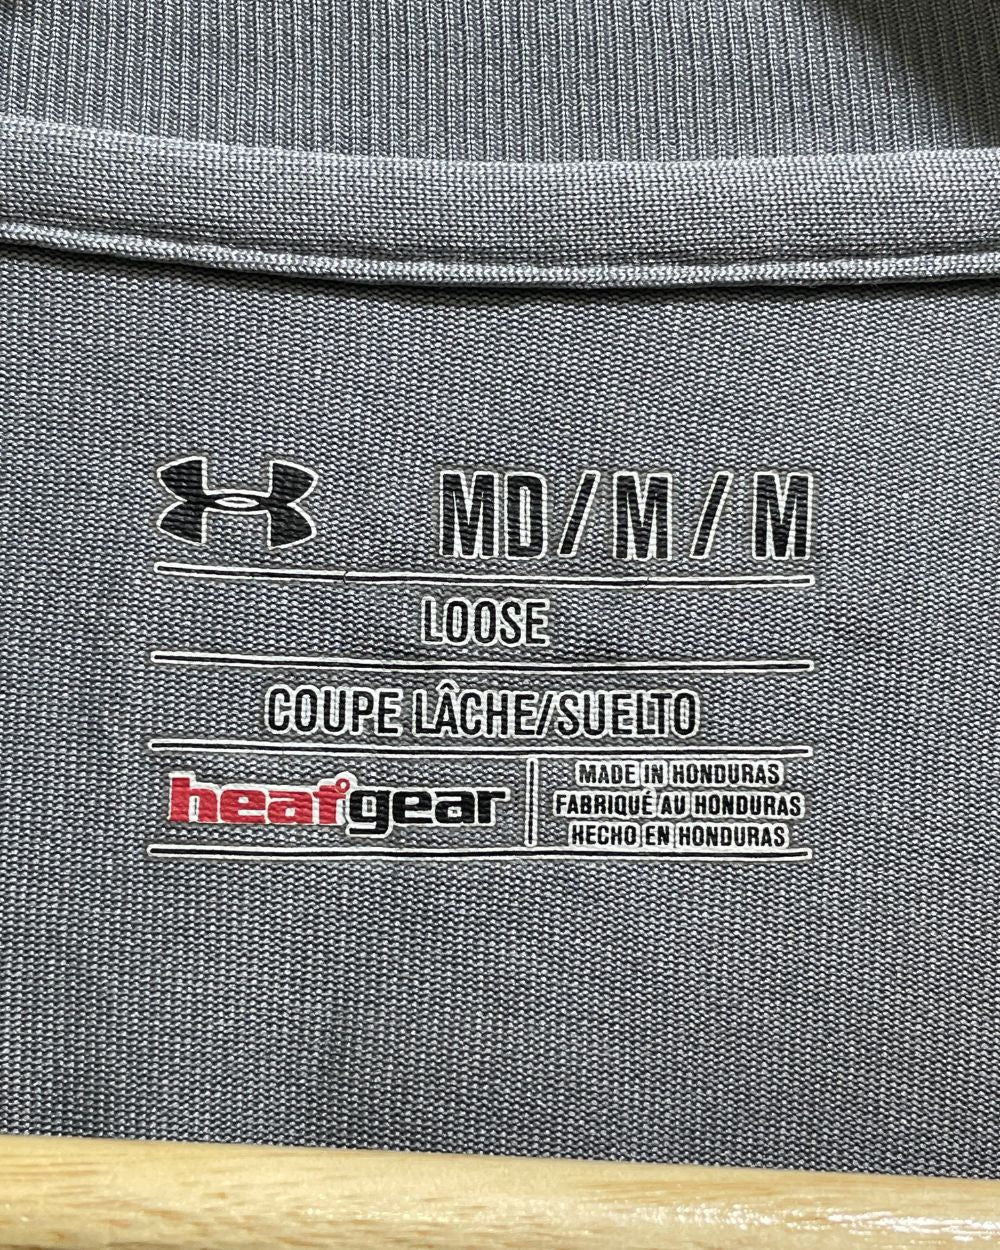 MD/M/M
LOOSE
COUPE LÂCHE/SUELTO
heatgear
MADE IN HONDURAS
FABRIQUÉ AU HONDURAS
HECHO EN HONDURAS